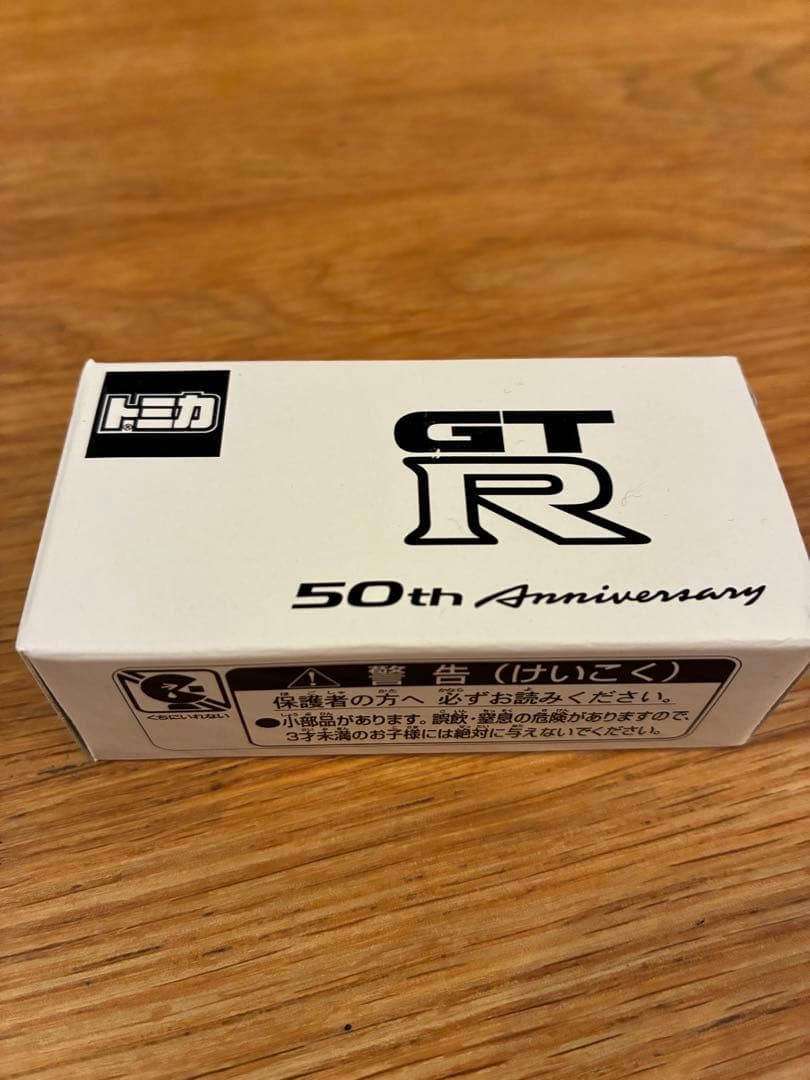 トミカ®
GT
R
50th Anniversary
⚠ 警告(けいこく)
保護者の方へ 必ずお読みください。
●小部品があります。誤飲・窒息の危険がありますので、
3才未満のお子様には絶対に与えないでください。
くちにいれない